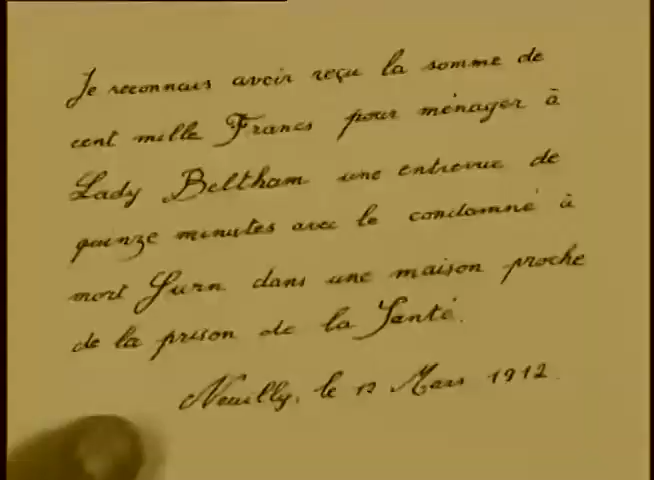 Je reconnais avoir reçu la somme de
cent mille Francs pour ménager à
Lady Beltham une entrevue de
quinze minutes avec le condamné à
mort Gurn dans une maison proche
de la prison de la Santé.
Neuilly, le 12 Mars 1912.